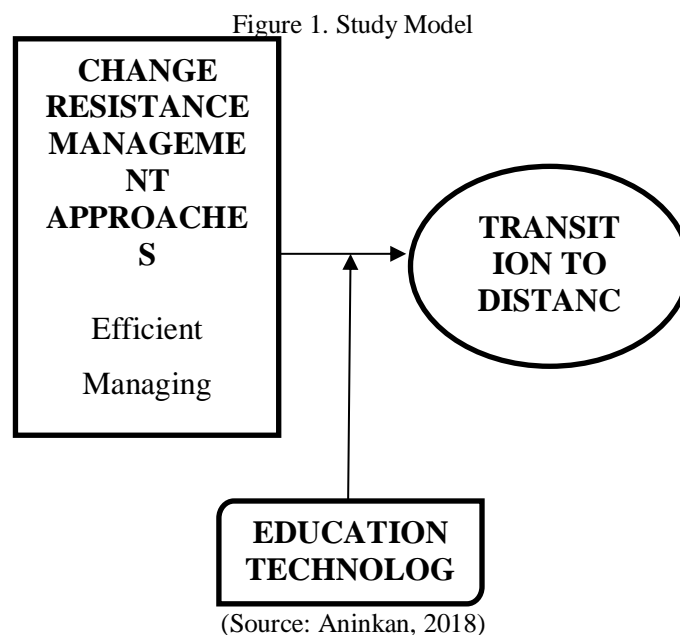 Figure 1. Study Model
CHANGE
RESISTANCE
MANAGEME
NT
APPROACHE
S
Efficient
Managing
TRANSIT
ION TO
DISTANC
EDUCATION
TECHNOLOG
(Source: Aninkan, 2018)